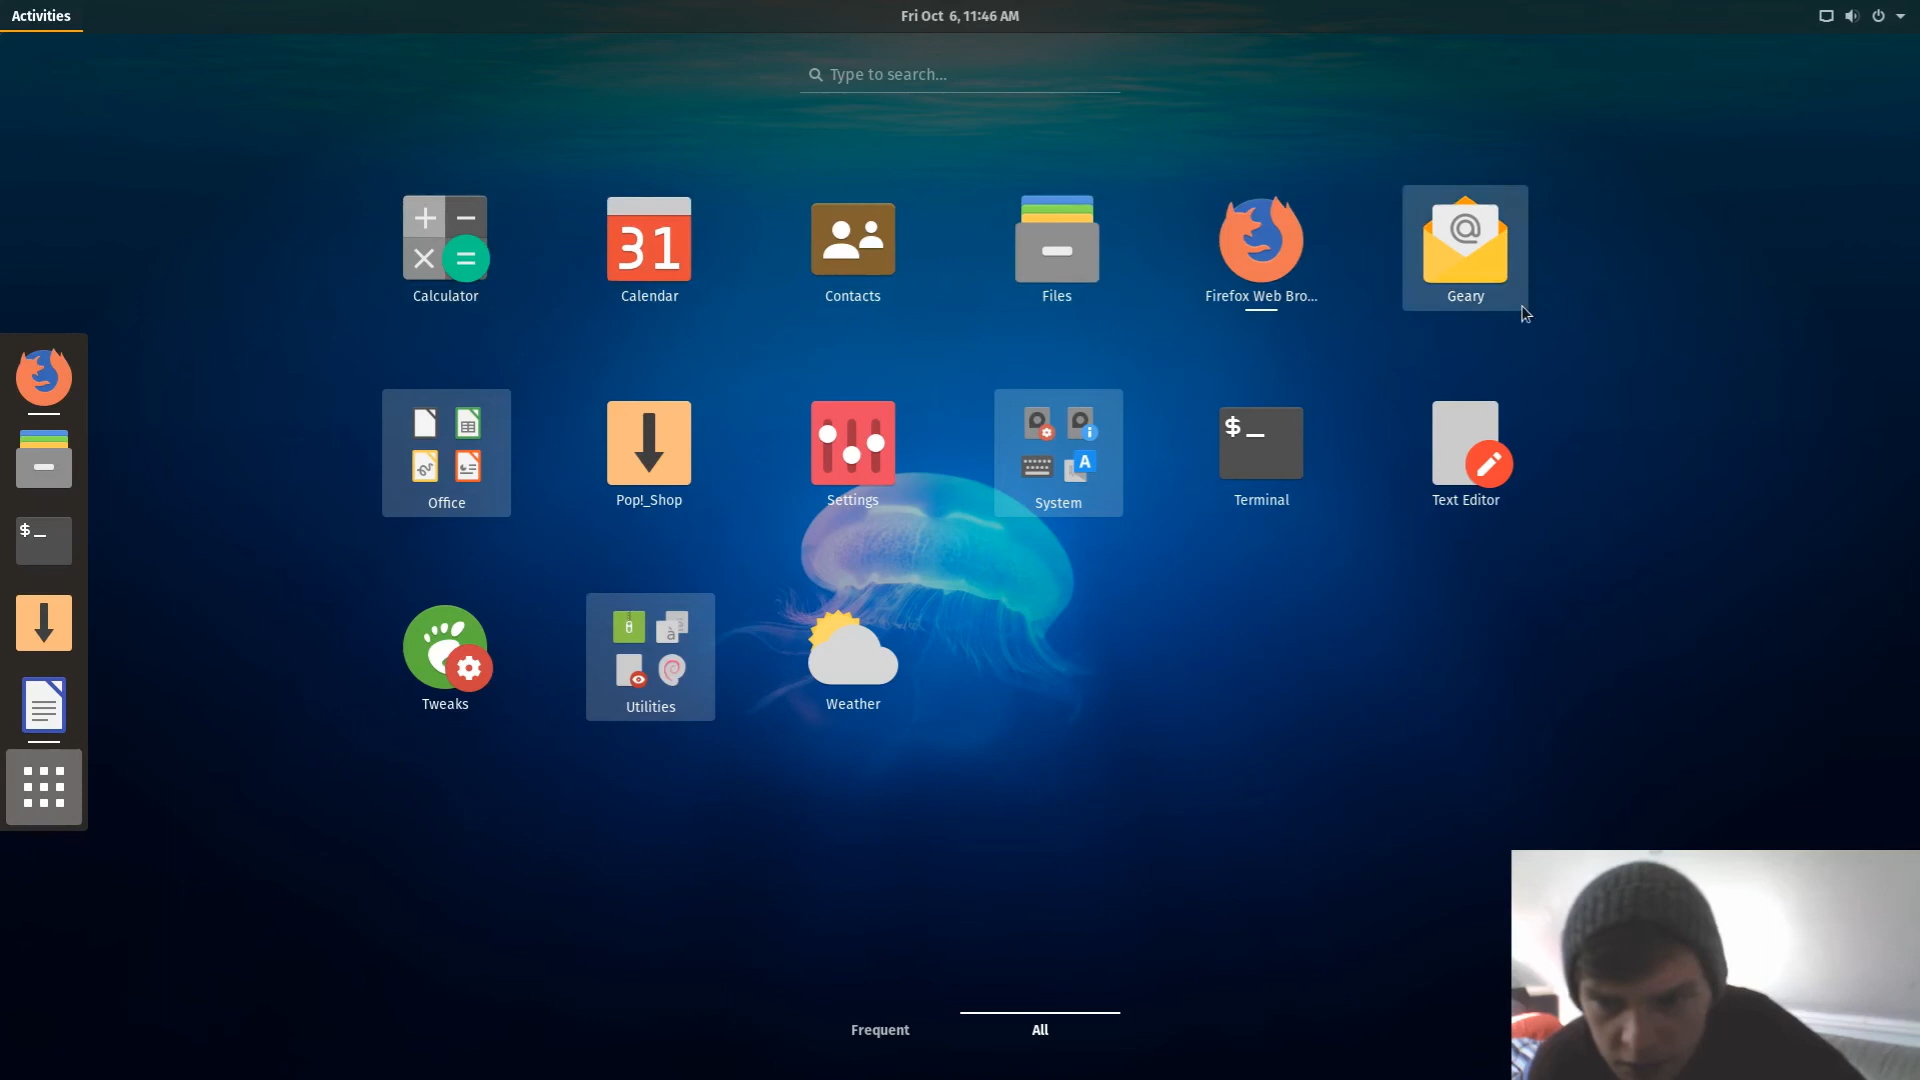 Activities
Fri Oct 6, 11:46 AM
Type to search...
Calculator
Calendar
Contacts
Files
Firefox Web Bro...
Geary
Office
Pop!_Shop
Settings
System
Terminal
Text Editor
Tweaks
Utilities
Weather
Frequent
All